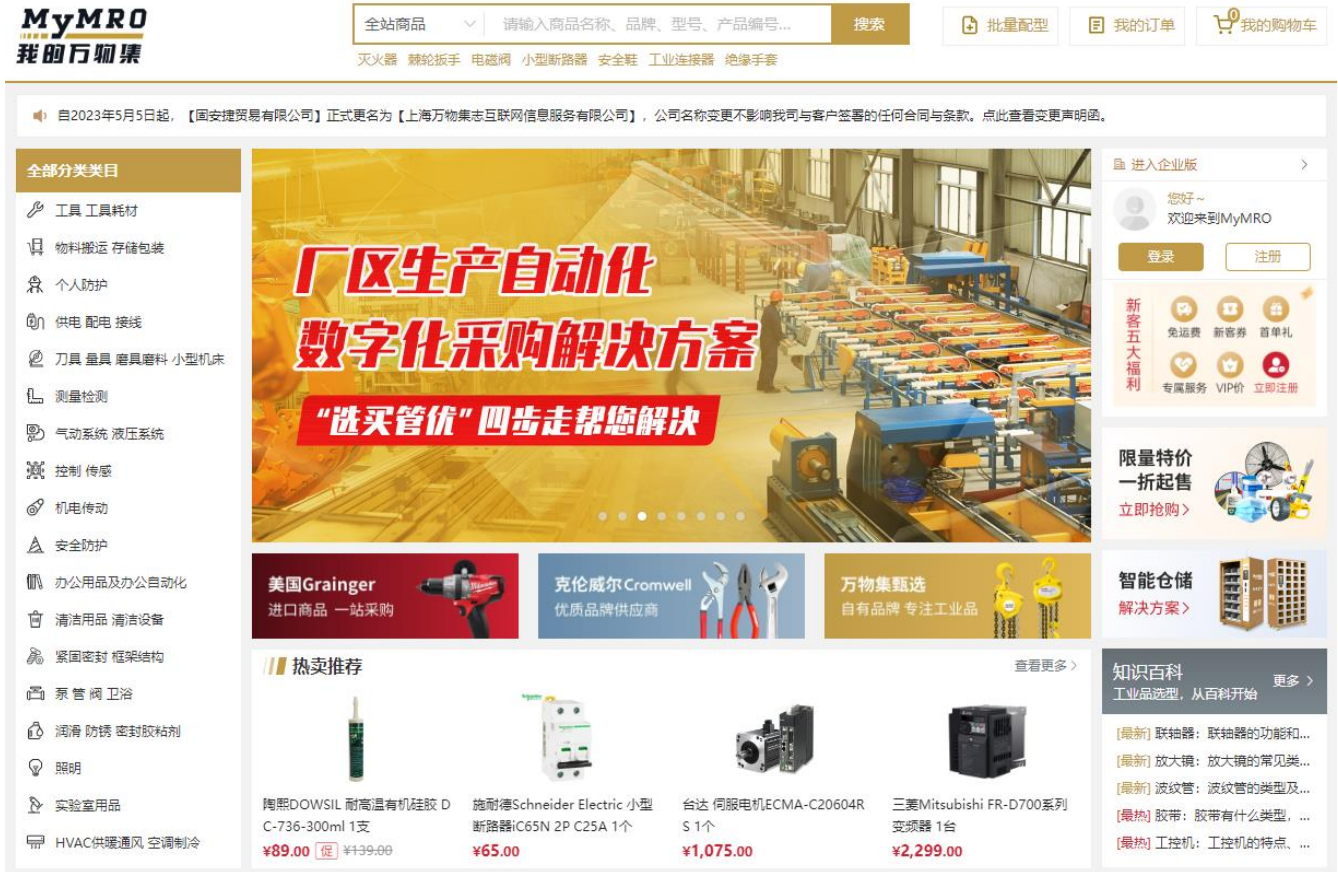 MyMRO
我的万物集
全站商品
请输入商品名称、品牌、型号、产品编号...
搜索
批量配型
我的订单
0
我的购物车
灭火器 棘轮扳手 电磁阀 小型断路器 安全鞋 工业连接器 绝缘手套
自2023年5月5日起，【固安捷贸易有限公司】正式更名为【上海万物集志互联网信息服务有限公司】，公司名称变更不影响我司与客户签署的任何合同与条款。点此查看变更声明函。
全部分类类目
工具 工具耗材
物料搬运 存储包装
个人防护
供电 配电 接线
刀具 量具 磨具磨料 小型机床
测量检测
气动系统 液压系统
控制 传感
机电传动
安全防护
办公用品及办公自动化
清洁用品 清洁设备
紧固密封 框架结构
泵 管 阀 卫浴
润滑 防锈 密封胶粘剂
照明
实验室用品
HVAC供暖通风 空调制冷
厂区生产自动化
数字化采购解决方案
“选买管优”四步走帮您解决
美国Grainger
进口商品 一站采购
克伦威尔Cromwell
优质品牌供应商
万物集甄选
自有品牌 专注工业品
热卖推荐
查看更多
陶熙DOWSIL 耐高温有机硅胶 D
C-736-300ml 1支
¥89.00 促 ¥139.00
施耐德Schneider Electric 小型
断路器iC65N 2P C25A 1个
¥65.00
台达 伺服电机ECMA-C20604R
S 1个
¥1,075.00
三菱Mitsubishi FR-D700系列
变频器 1台
¥2,299.00
进入企业版
您好~
欢迎来到MyMRO
登录
注册
新客五大福利
免运费 新客券 首单礼
专属服务 VIP价 立即注册
限量特价
一折起售
立即抢购
智能仓储
解决方案
知识百科
工业品选型，从百科开始
更多
[最新] 联轴器：联轴器的功能和...
[最新] 放大镜：放大镜的常见类...
[最新] 波纹管：波纹管的类型及...
[最热] 胶带：胶带有什么类型，...
[最热] 工控机：工控机的特点、...